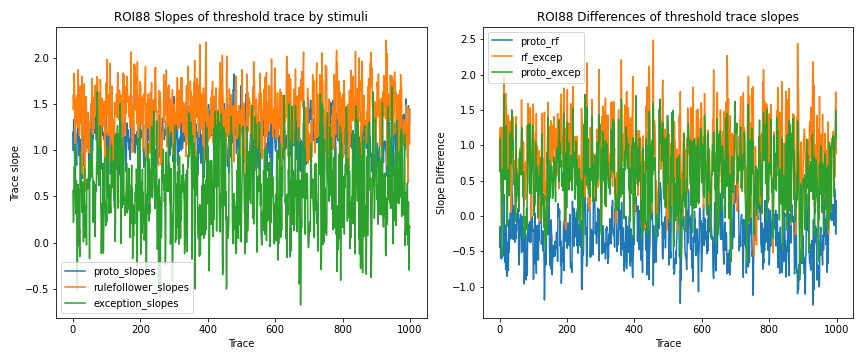 ROI88 Slopes of threshold trace by stimuli
Trace slope
2.0
1.5
1.0
0.5
0.0
−0.5
proto_slopes
rulefollower_slopes
exception_slopes
0 200 400 600 800 1000
Trace
ROI88 Differences of threshold trace slopes
Slope Difference
2.5
2.0
1.5
1.0
0.5
0.0
−0.5
−1.0
proto_rf
rf_excep
proto_excep
0 200 400 600 800 1000
Trace